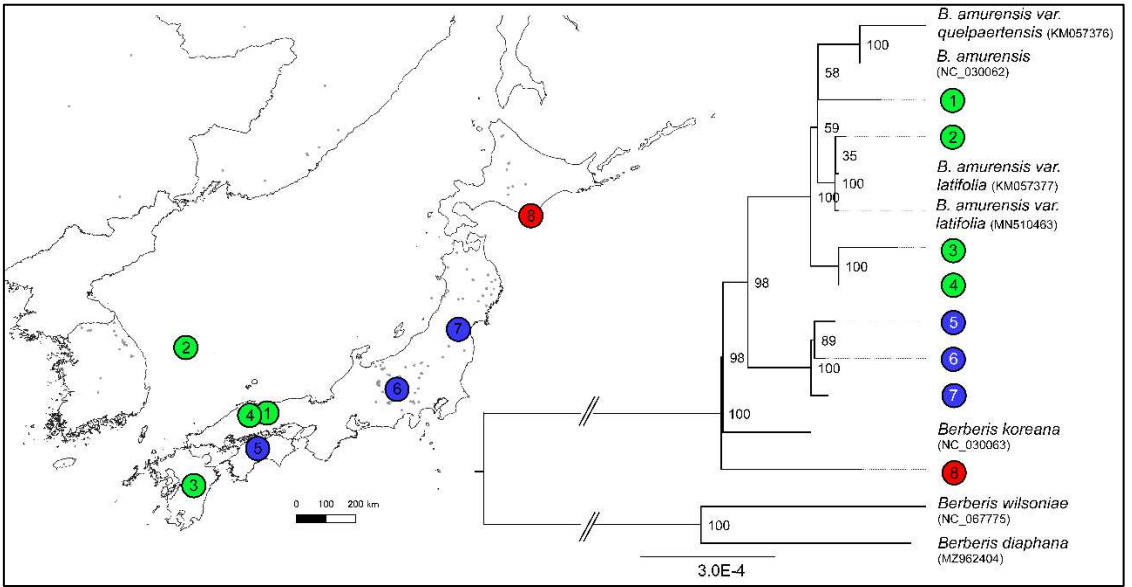 8
7
2
6
4
1
5
3
0 100 200 km
B. amurensis var.
quelpaertensis (KM057376)
B. amurensis
(NC_030062)
1
2
B. amurensis var.
latifolia (KM057377)
B. amurensis var.
latifolia (MN510463)
3
4
5
6
7
Berberis koreana
(NC_030063)
8
Berberis wilsoniae
(NC_067775)
Berberis diaphana
(MZ962404)
100
58
59
35
100
100
98
100
89
98
100
100
100
3.0E-4